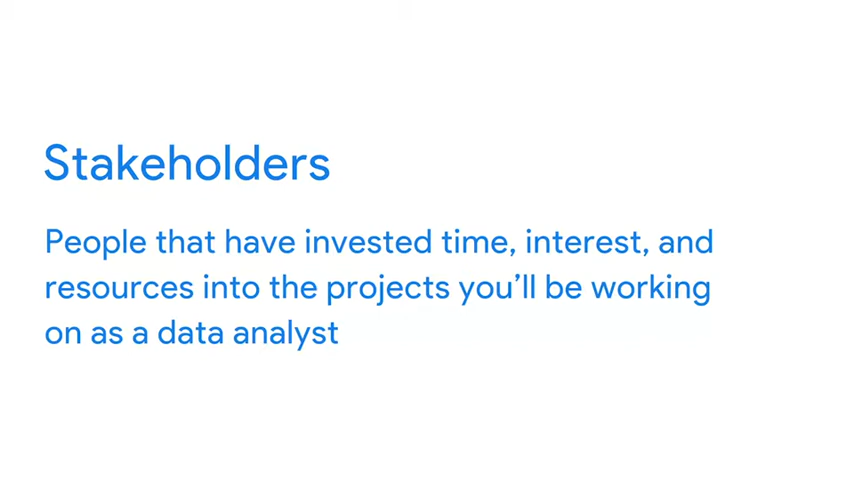 Stakeholders
People that have invested time, interest, and
resources into the projects you’ll be working
on as a data analyst